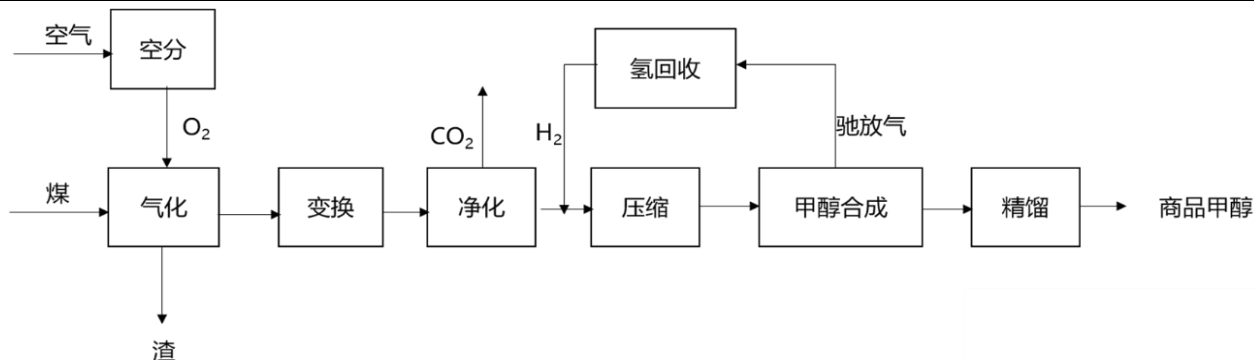 空气
空分
氢回收
O₂
CO₂
H₂
驰放气
煤
气化
变换
净化
压缩
甲醇合成
精馏
商品甲醇
渣